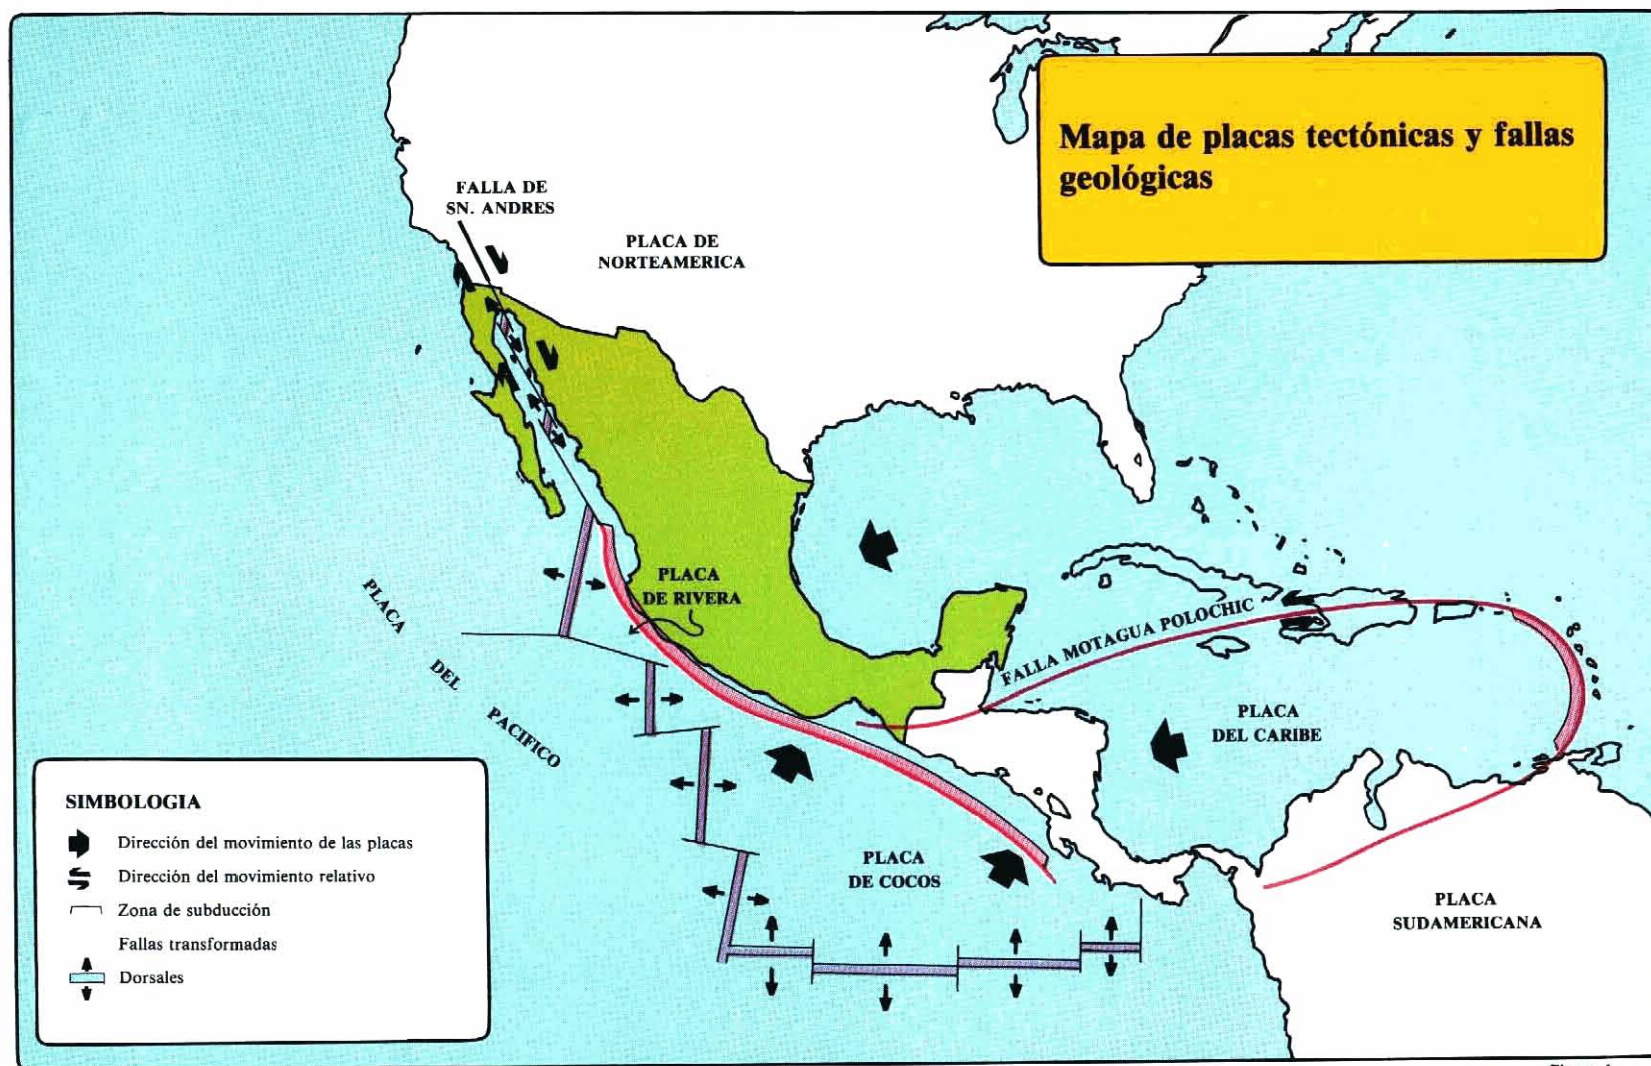 Mapa de placas tectónicas y fallas
geológicas
FALLA DE
SN. ANDRES
PLACA DE
NORTEAMERICA
PLACA
DE RIVERA
FALLA MOTAGUA POLOCHIC
PLACA
DEL
PACIFICO
PLACA
DEL CARIBE
PLACA
DE COCOS
PLACA
SUDAMERICANA
SIMBOLOGIA
Dirección del movimiento de las placas
Dirección del movimiento relativo
Zona de subducción
Fallas transformadas
Dorsales